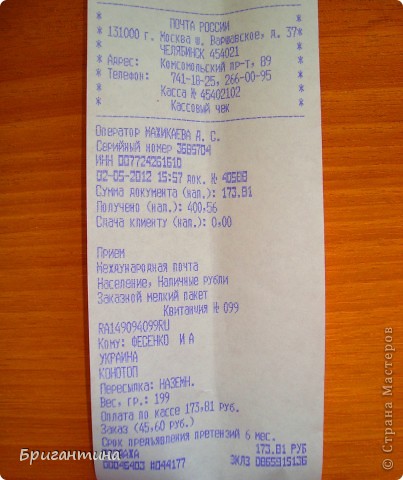 ПОЧТА РОССИИ
* 131000 г. Москва ш. Варшавское, д. 37*
* ЧЕЛЯБИНСК 454021 *
* Адрес: Комсомольский пр-т, 89 *
* Телефон: 741-18-25, 266-00-95 *
* Касса № 45402102 *
* Кассовый чек *
Оператор МАЖИКАЕВА А. С.
Серийный номер 3685704
ИНН 007724261610
02-05-2012 15:57 док. № 40588
Сумма документа (нал.): 173,81
Получено (нал.): 400,56
Сдача клиенту (нал.): 0,00
Прием
Международная почта
Население, Наличные рубли
Заказной мелкий пакет
Квитанция № 099
RA149094099RU
Кому: ФЕСЕНКО И А
УКРАИНА
КОНОТОП
Пересылка: НАЗЕМН.
Вес, гр.: 199
Оплата по кассе 173,81 РУБ.
Заказ (45,60 РУБ.)
Срок предъявления претензий 6 мес.
173.81 РУБ
00046403 #044177 ЭКЛЗ 0865815136
Бригантина
© Страна Мастеров